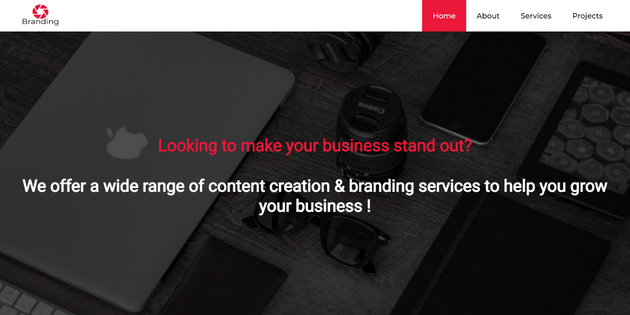 Branding
Home About Services Projects
Canon
Looking to make your business stand out?
We offer a wide range of content creation & branding services to help you grow
your business !